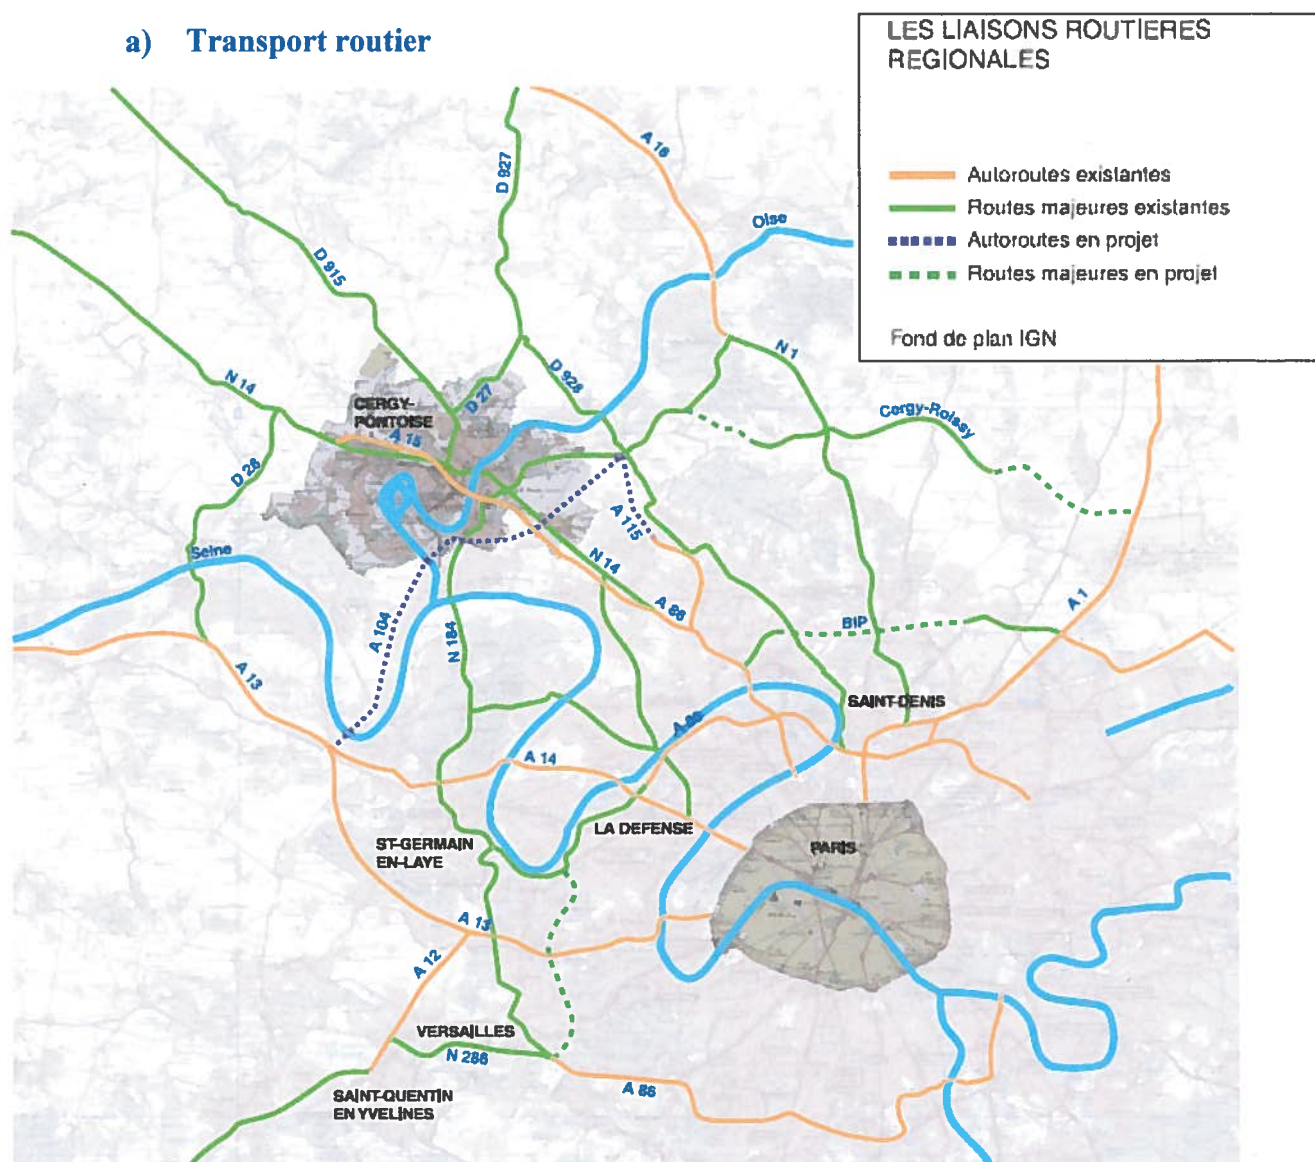 a) Transport routier
LES LIAISONS ROUTIERES
REGIONALES
Autoroutes existantes
Routes majeures existantes
Autoroutes en projet
Routes majeures en projet
Fond de plan IGN
A 16
D 927
Oise
D 915
N 1
N 14
D 928
D 27
CERGY-
PONTOISE
A 15
Cergy-Roissy
D 28
A 115
Seine
N 14
A 86
A 1
BIP
A 104
N 184
A 13
SAINT-DENIS
A 86
A 14
LA DEFENSE
ST-GERMAIN
EN-LAYE
PARIS
A 13
A 12
VERSAILLES
N 286
A 86
SAINT-QUENTIN
EN YVELINES